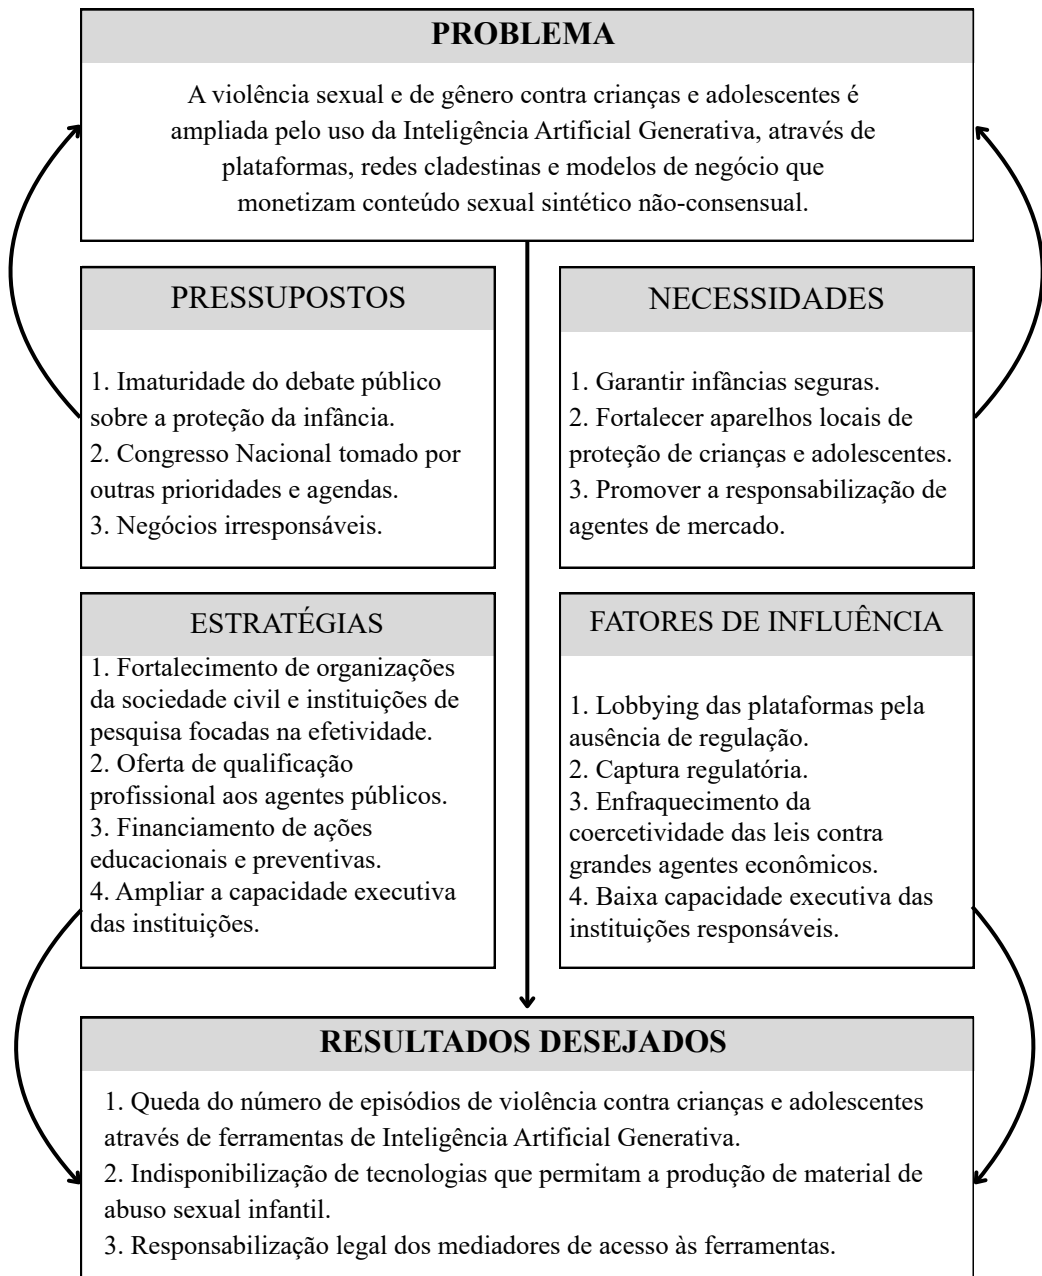 PROBLEMA
A violência sexual e de gênero contra crianças e adolescentes é
ampliada pelo uso da Inteligência Artificial Generativa, através de
plataformas, redes cladestinas e modelos de negócio que
monetizam conteúdo sexual sintético não-consensual.
PRESSUPOSTOS
1. Imaturidade do debate público
sobre a proteção da infância.
2. Congresso Nacional tomado por
outras prioridades e agendas.
3. Negócios irresponsáveis.
NECESSIDADES
1. Garantir infâncias seguras.
2. Fortalecer aparelhos locais de
proteção de crianças e adolescentes.
3. Promover a responsabilização de
agentes de mercado.
ESTRATÉGIAS
1. Fortalecimento de organizações
da sociedade civil e instituições de
pesquisa focadas na efetividade.
2. Oferta de qualificação
profissional aos agentes públicos.
3. Financiamento de ações
educacionais e preventivas.
4. Ampliar a capacidade executiva
das instituições.
FATORES DE INFLUÊNCIA
1. Lobbying das plataformas pela
ausência de regulação.
2. Captura regulatória.
3. Enfraquecimento da
coercetividade das leis contra
grandes agentes econômicos.
4. Baixa capacidade executiva das
instituições responsáveis.
RESULTADOS DESEJADOS
1. Queda do número de episódios de violência contra crianças e adolescentes
através de ferramentas de Inteligência Artificial Generativa.
2. Indisponibilização de tecnologias que permitam a produção de material de
abuso sexual infantil.
3. Responsabilização legal dos mediadores de acesso às ferramentas.